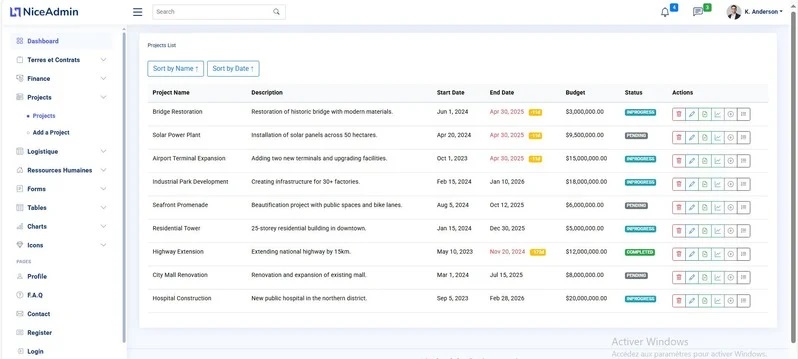 NiceAdmin
Search
4
3
K. Anderson
Dashboard
Terres et Contrats
Finance
Projects
Projects
Add a Project
Logistique
Ressources Humaines
Forms
Tables
Charts
Icons
PAGES
Profile
F.A.Q
Contact
Register
Login
Projects List
Sort by Name ↑ Sort by Date ↑
Project Name Description Start Date End Date Budget Status Actions
Bridge Restoration Restoration of historic bridge with modern materials. Jun 1, 2024 Apr 30, 2025 $3,000,000.00 INPROGRESS
Solar Power Plant Installation of solar panels across 50 hectares. Apr 20, 2024 Apr 30, 2025 $9,500,000.00 PENDING
Airport Terminal Expansion Adding two new terminals and upgrading facilities. Oct 1, 2023 Apr 30, 2025 $15,000,000.00 INPROGRESS
Industrial Park Development Creating infrastructure for 30+ factories. Feb 15, 2024 Jan 10, 2026 $18,000,000.00 INPROGRESS
Seafront Promenade Beautification project with public spaces and bike lanes. Aug 5, 2024 Oct 12, 2025 $6,000,000.00 PENDING
Residential Tower 25-storey residential building in downtown. Jan 15, 2024 Dec 30, 2025 $5,000,000.00 INPROGRESS
Highway Extension Extending national highway by 15km. May 10, 2023 Nov 20, 2024 $12,000,000.00 COMPLETED
City Mall Renovation Renovation and expansion of existing mall. Mar 1, 2024 Jul 15, 2025 $8,000,000.00 PENDING
Hospital Construction New public hospital in the northern district. Sep 5, 2023 Feb 28, 2026 $20,000,000.00 INPROGRESS
Activer Windows
Accédez aux paramètres pour activer Windows.